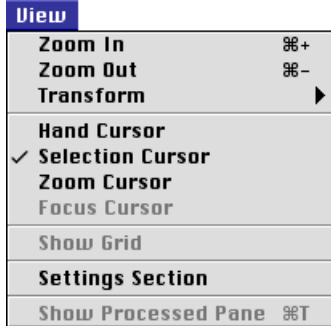 View
Zoom In ⌘+
Zoom Out ⌘-
Transform
Hand Cursor
✓ Selection Cursor
Zoom Cursor
Focus Cursor
Show Grid
Settings Section
Show Processed Pane ⌘T